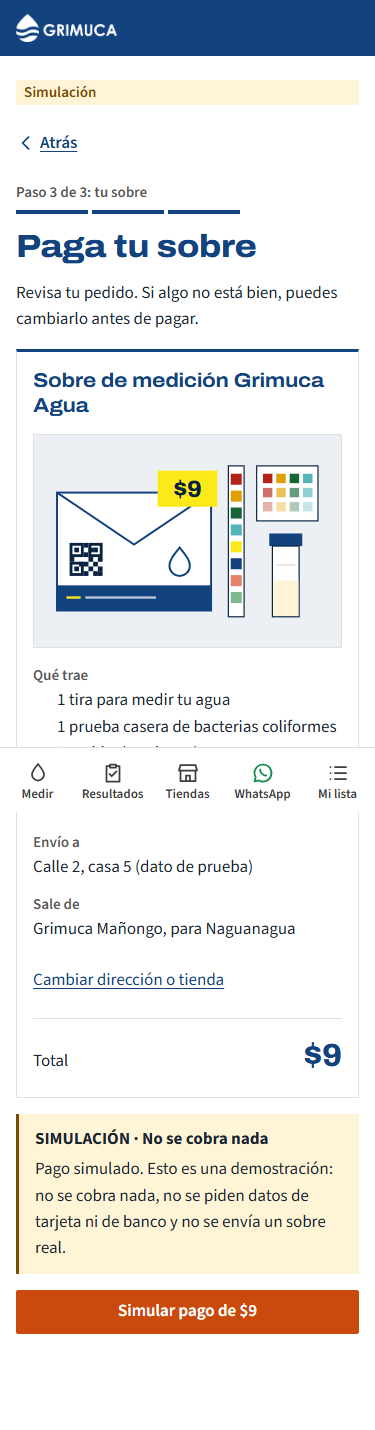 GRIMUCA
Simulación
Atrás
Paso 3 de 3: tu sobre
Paga tu sobre
Revisa tu pedido. Si algo no está bien, puedes
cambiarlo antes de pagar.
Sobre de medición Grimuca
Agua
$9
Qué trae
1 tira para medir tu agua
1 prueba casera de bacterias coliformes
Medir
Resultados
Tiendas
WhatsApp
Mi lista
Envío a
Calle 2, casa 5 (dato de prueba)
Sale de
Grimuca Mañongo, para Naguanagua
Cambiar dirección o tienda
Total
$9
SIMULACIÓN · No se cobra nada
Pago simulado. Esto es una demostración:
no se cobra nada, no se piden datos de
tarjeta ni de banco y no se envía un sobre
real.
Simular pago de $9